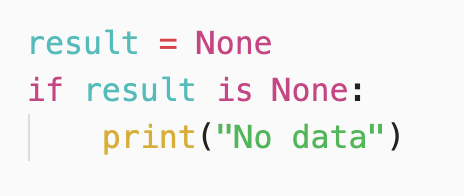 result = None
if result is None:
    print("No data")